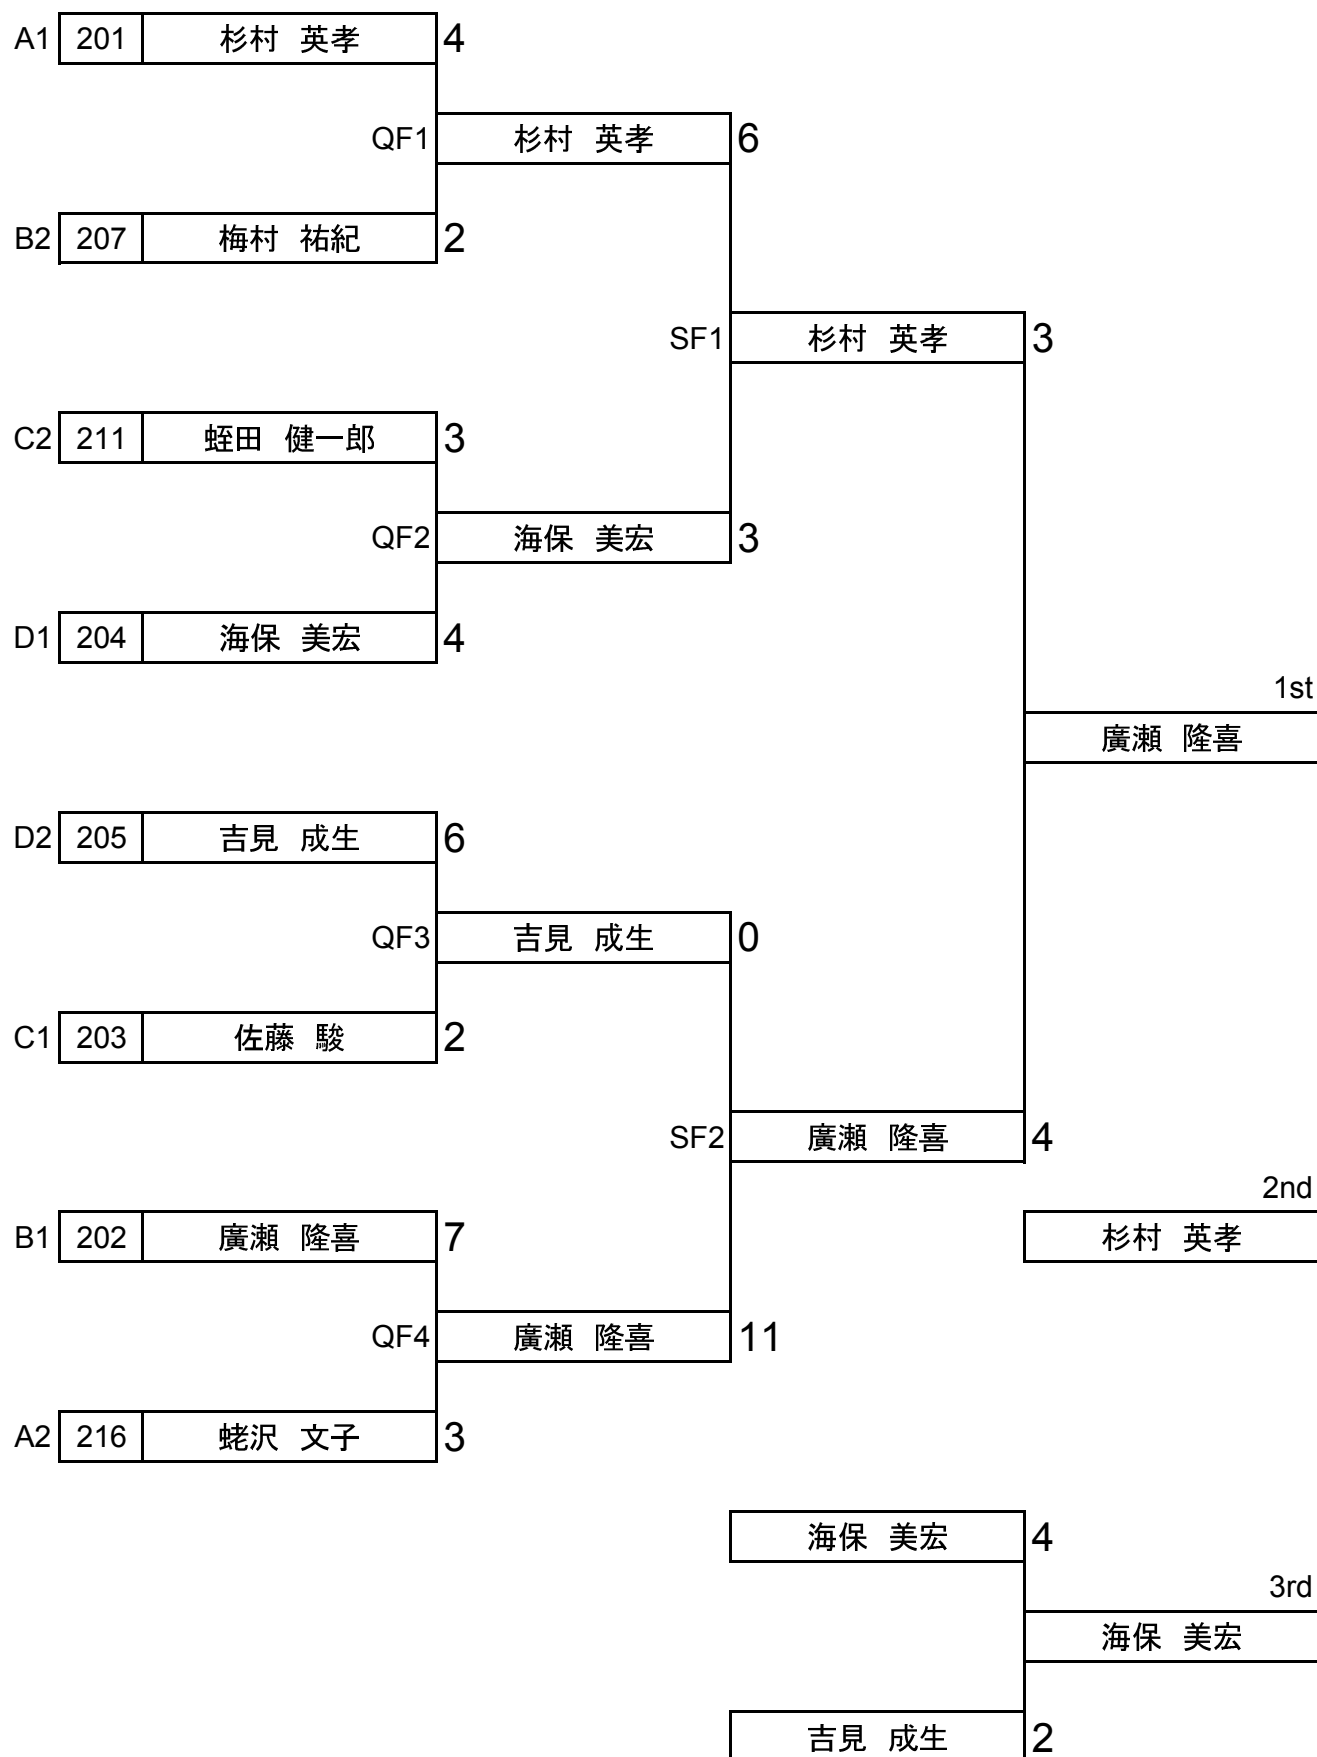 A1 201 杉村 英孝 4
QF1 杉村 英孝 6
B2 207 梅村 祐紀 2
SF1 杉村 英孝 3
C2 211 蛭田 健一郎 3
QF2 海保 美宏 3
D1 204 海保 美宏 4
1st
廣瀬 隆喜
D2 205 吉見 成生 6
QF3 吉見 成生 0
C1 203 佐藤 駿 2
SF2 廣瀬 隆喜 4
2nd
B1 202 廣瀬 隆喜 7 杉村 英孝
QF4 廣瀬 隆喜 11
A2 216 蛯沢 文子 3
海保 美宏 4
3rd
海保 美宏
吉見 成生 2